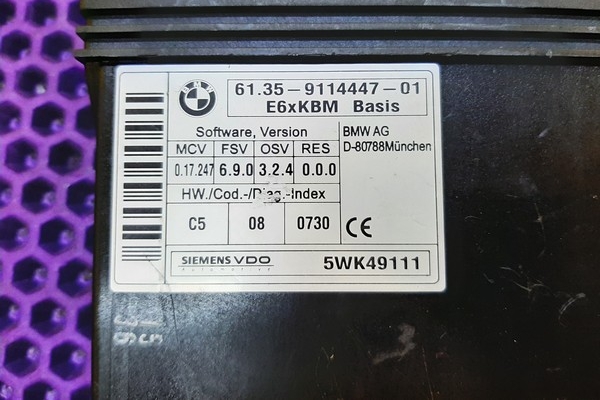 BMW
61.35-9114447-01
E6xKBM Basis
Software, Version
BMW AG
D-80788München
MCV FSV OSV RES
0.17.247 6.9.0 3.2.4 0.0.0
HW./Cod.-/Diag.-Index
C5 08 0730
CE
SIEMENS VDO
Automotive
5WK49111